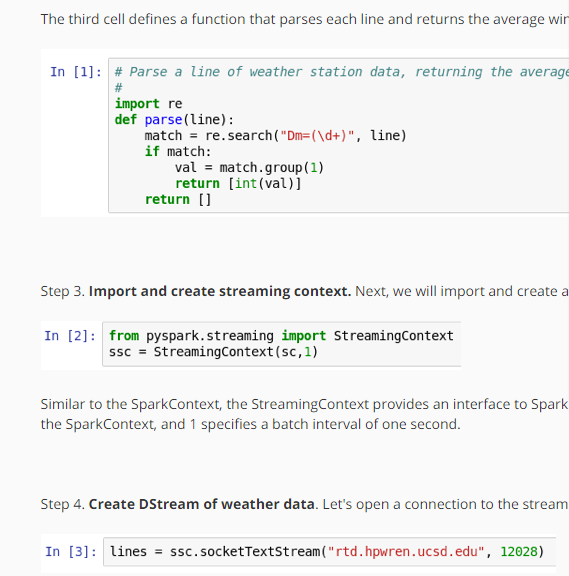 The third cell defines a function that parses each line and returns the average
In [1]: # Parse a line of weather station data, returning the average
#
import re
def parse(line):
match = re.search("Dm=(\d+)", line)
if match:
val = match.group(1)
return [int(val)]
return []
Step 3. Import and create streaming context. Next, we will import and create a
In [2]: from pyspark.streaming import StreamingContext
ssc = StreamingContext(sc,1)
Similar to the SparkContext, the StreamingContext provides an interface to Spark
the SparkContext, and 1 specifies a batch interval of one second.
Step 4. Create DStream of weather data. Let's open a connection to the stream
In [3]: lines = ssc.socketTextStream("rtd.hpwren.ucsd.edu", 12028)